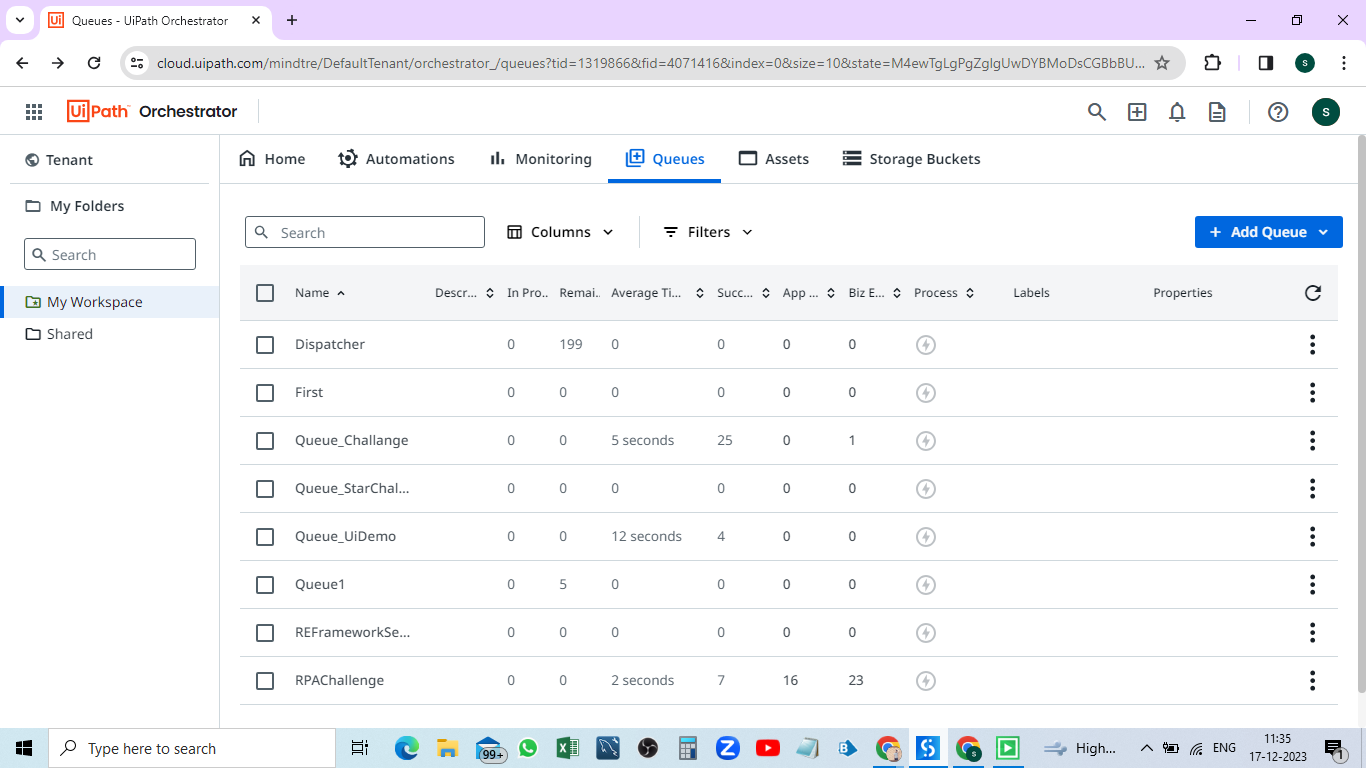 Queues - UiPath Orchestrator
cloud.uipath.com/mindtre/DefaultTenant/orchestrator_/queues?tid=1319866&fid=4071416&index=0&size=10&state=M4ewTgLgPgZglgUwDYBMoDsCGBbBU...
S
UiPath Orchestrator
S
Tenant
Home Automations Monitoring Queues Assets Storage Buckets
My Folders
Search
My Workspace
Shared
Search Columns Filters + Add Queue
Name Descr... In Pro.. Remai.. Average Ti... Succ... App ... Biz E... Process Labels Properties
Dispatcher 0 199 0 0 0 0
First 0 0 0 0 0 0
Queue_Challange 0 0 5 seconds 25 0 1
Queue_StarChal... 0 0 0 0 0 0
Queue_UiDemo 0 0 12 seconds 4 0 0
Queue1 0 5 0 0 0 0
REFrameworkSe... 0 0 0 0 0 0
RPAChallenge 0 0 2 seconds 7 16 23
Type here to search 99+ High... ENG 11:35
17-12-2023 1